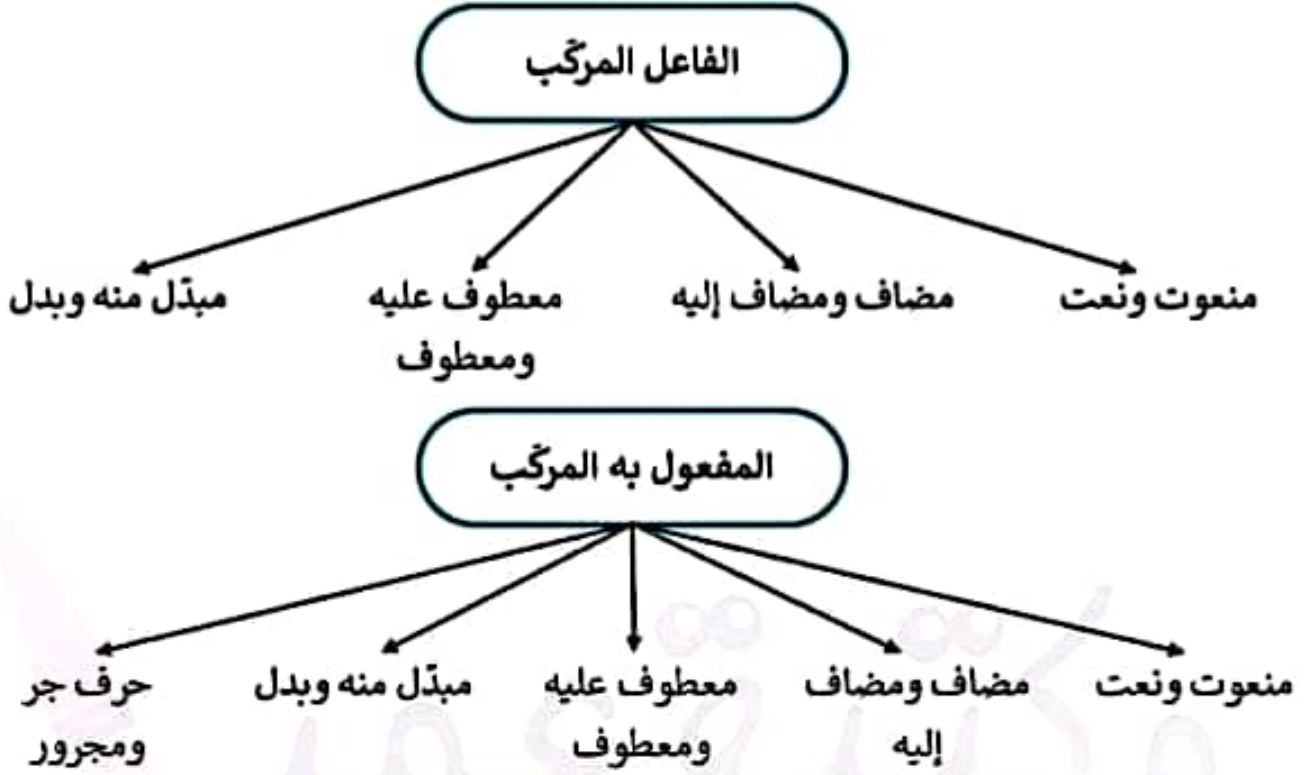 الفاعل المركّب
منعوت ونعت
مضاف ومضاف إليه
معطوف عليه
ومعطوف
مبدّل منه وبدل
المفعول به المركّب
منعوت ونعت
مضاف ومضاف
إليه
معطوف عليه
ومعطوف
مبدّل منه وبدل
حرف جر
ومجرور